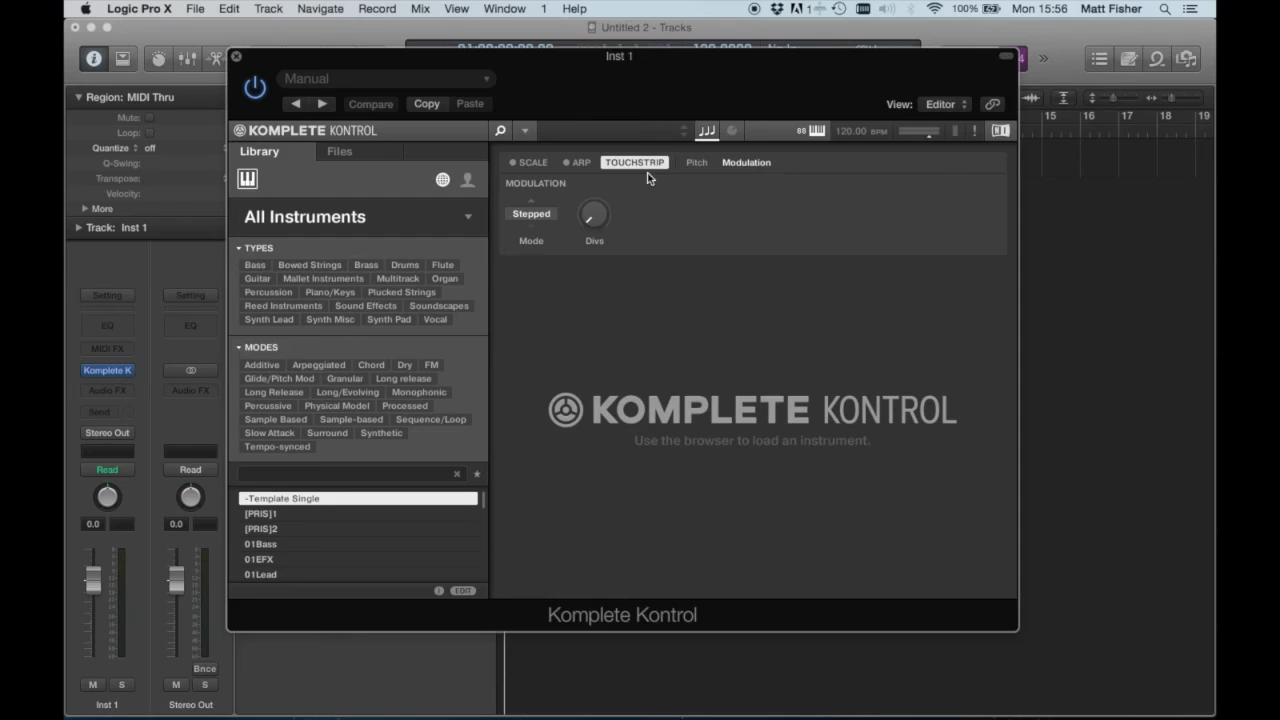 Logic Pro X File Edit Track Navigate Record Mix View Window 1 Help 100% Mon 15:56 Matt Fisher
Untitled 2 - Tracks
Inst 1
Manual
Compare Copy Paste View: Editor
Region: MIDI Thru
Mute:
Loop:
Quantize off
Q-Swing:
Transpose:
Velocity:
More
Track: Inst 1
15 16 17 18 19
KOMPLETE KONTROL
88 120.00 BPM
Library Files
SCALE ARP TOUCHSTRIP Pitch Modulation
MODULATION
Stepped
Mode Divs
All Instruments
TYPES
Bass Bowed Strings Brass Drums Flute
Guitar Mallet Instruments Multitrack Organ
Percussion Piano/Keys Plucked Strings
Reed Instruments Sound Effects Soundscapes
Synth Lead Synth Misc Synth Pad Vocal
MODES
Additive Arpeggiated Chord Dry FM
Glide/Pitch Mod Granular Long release
Long Release Long/Evolving Monophonic
Percussive Physical Model Processed
Sample Based Sample-based Sequence/Loop
Slow Attack Surround Synthetic
Tempo-synced
-Template Single
[PRIS]1
[PRIS]2
01Bass
01EFX
01Lead
EDIT
KOMPLETE KONTROL
Use the browser to load an instrument.
Komplete Kontrol
Setting Setting
EQ EQ
MIDI FX
Komplete K
Audio FX Audio FX
Send
Stereo Out
Read Read
0.0 0.0
Bnce
M S M S
Inst 1 Stereo Out